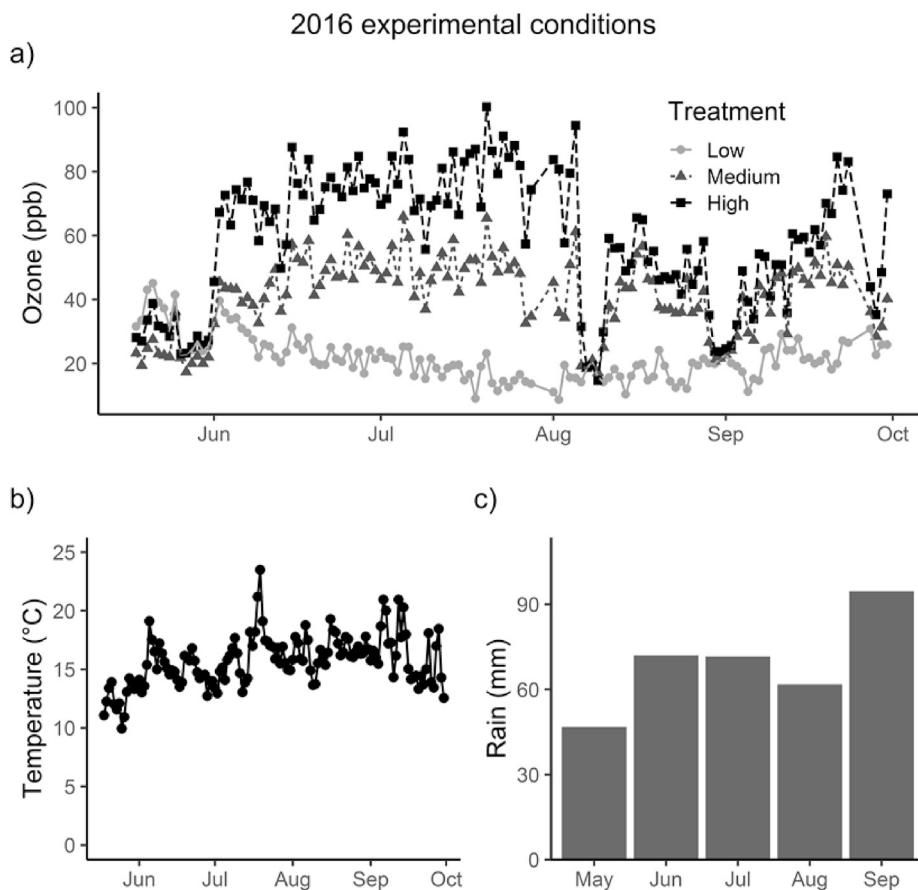 2016 experimental conditions
a)
Ozone (ppb)
100
80
60
40
20
Treatment
Low
Medium
High
Jun
Jul
Aug
Sep
Oct
b)
Temperature (°C)
25
20
15
10
5
0
Jun
Jul
Aug
Sep
Oct
c)
Rain (mm)
90
60
30
0
May
Jun
Jul
Aug
Sep